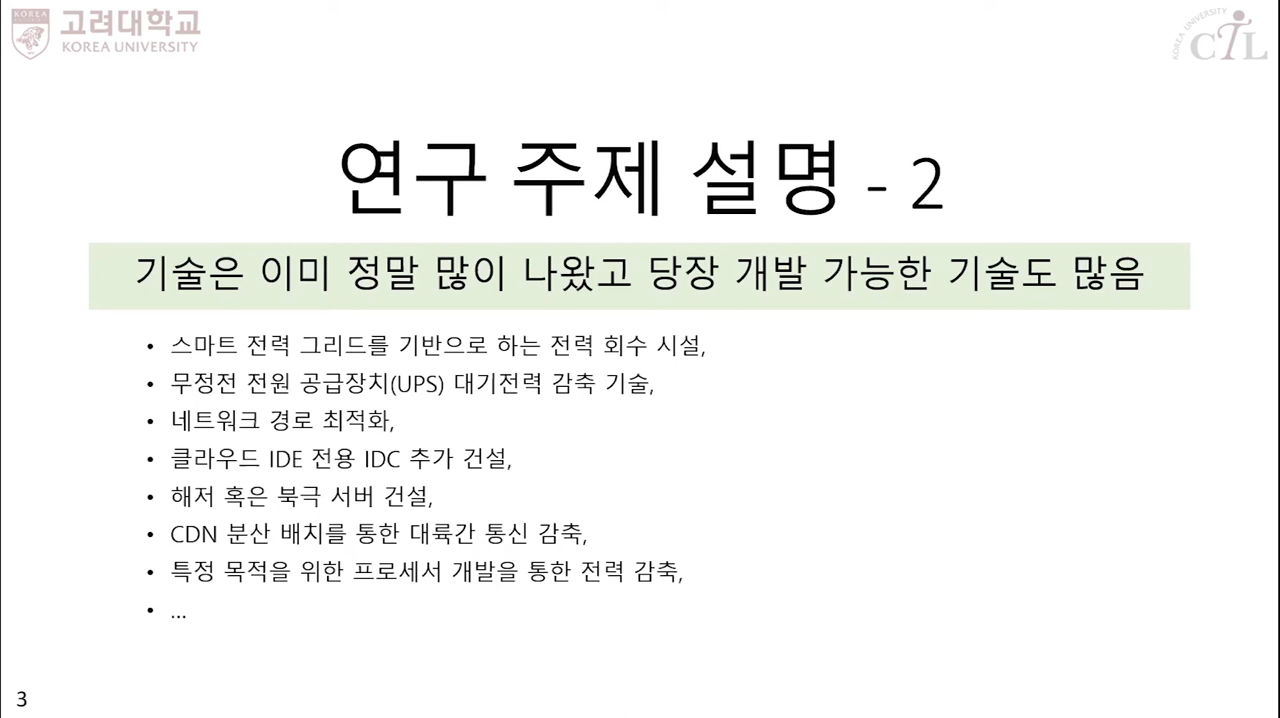 KOREA
고려대학교
KOREA UNIVERSITY
KOREA UNIVERSITY
CTL
연구 주제 설명 - 2
기술은 이미 정말 많이 나왔고 당장 개발 가능한 기술도 많음
• 스마트 전력 그리드를 기반으로 하는 전력 회수 시설,
• 무정전 전원 공급장치(UPS) 대기전력 감축 기술,
• 네트워크 경로 최적화,
• 클라우드 IDE 전용 IDC 추가 건설,
• 해저 혹은 북극 서버 건설,
• CDN 분산 배치를 통한 대륙간 통신 감축,
• 특정 목적을 위한 프로세서 개발을 통한 전력 감축,
• ...
3